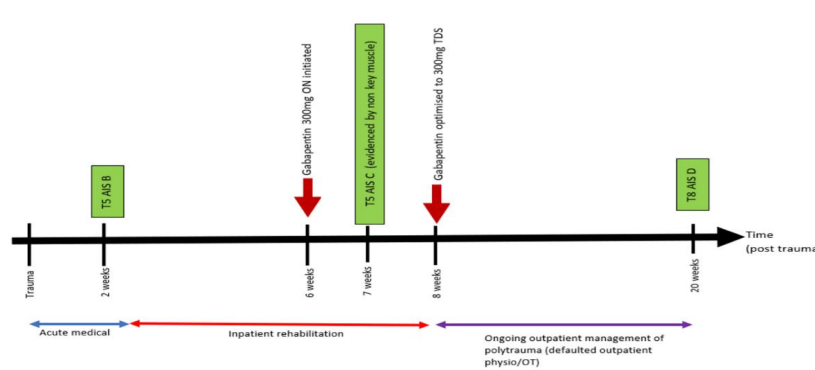 Gabapentin 300mg ON initiated
T5 AIS C (evidenced by non key muscle)
Gabapentin optimised to 300mg TDS
T5 AIS B
T8 AIS D
Time
(post trauma
Trauma
2 weeks
6 weeks
7 weeks
8 weeks
20 weeks
Acute medical
Inpatient rehabilitation
Ongoing outpatient management of
polytrauma (defaulted outpatient
physio/OT)